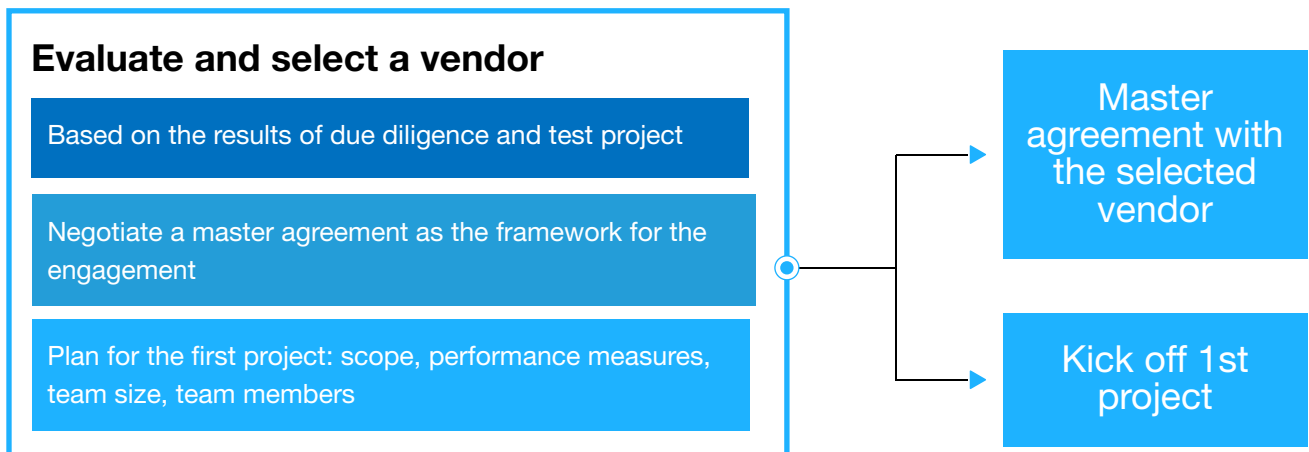 Evaluate and select a vendor
Based on the results of due diligence and test project
Negotiate a master agreement as the framework for the
engagement
Plan for the first project: scope, performance measures,
team size, team members
Master
agreement with
the selected
vendor
Kick off 1st
project